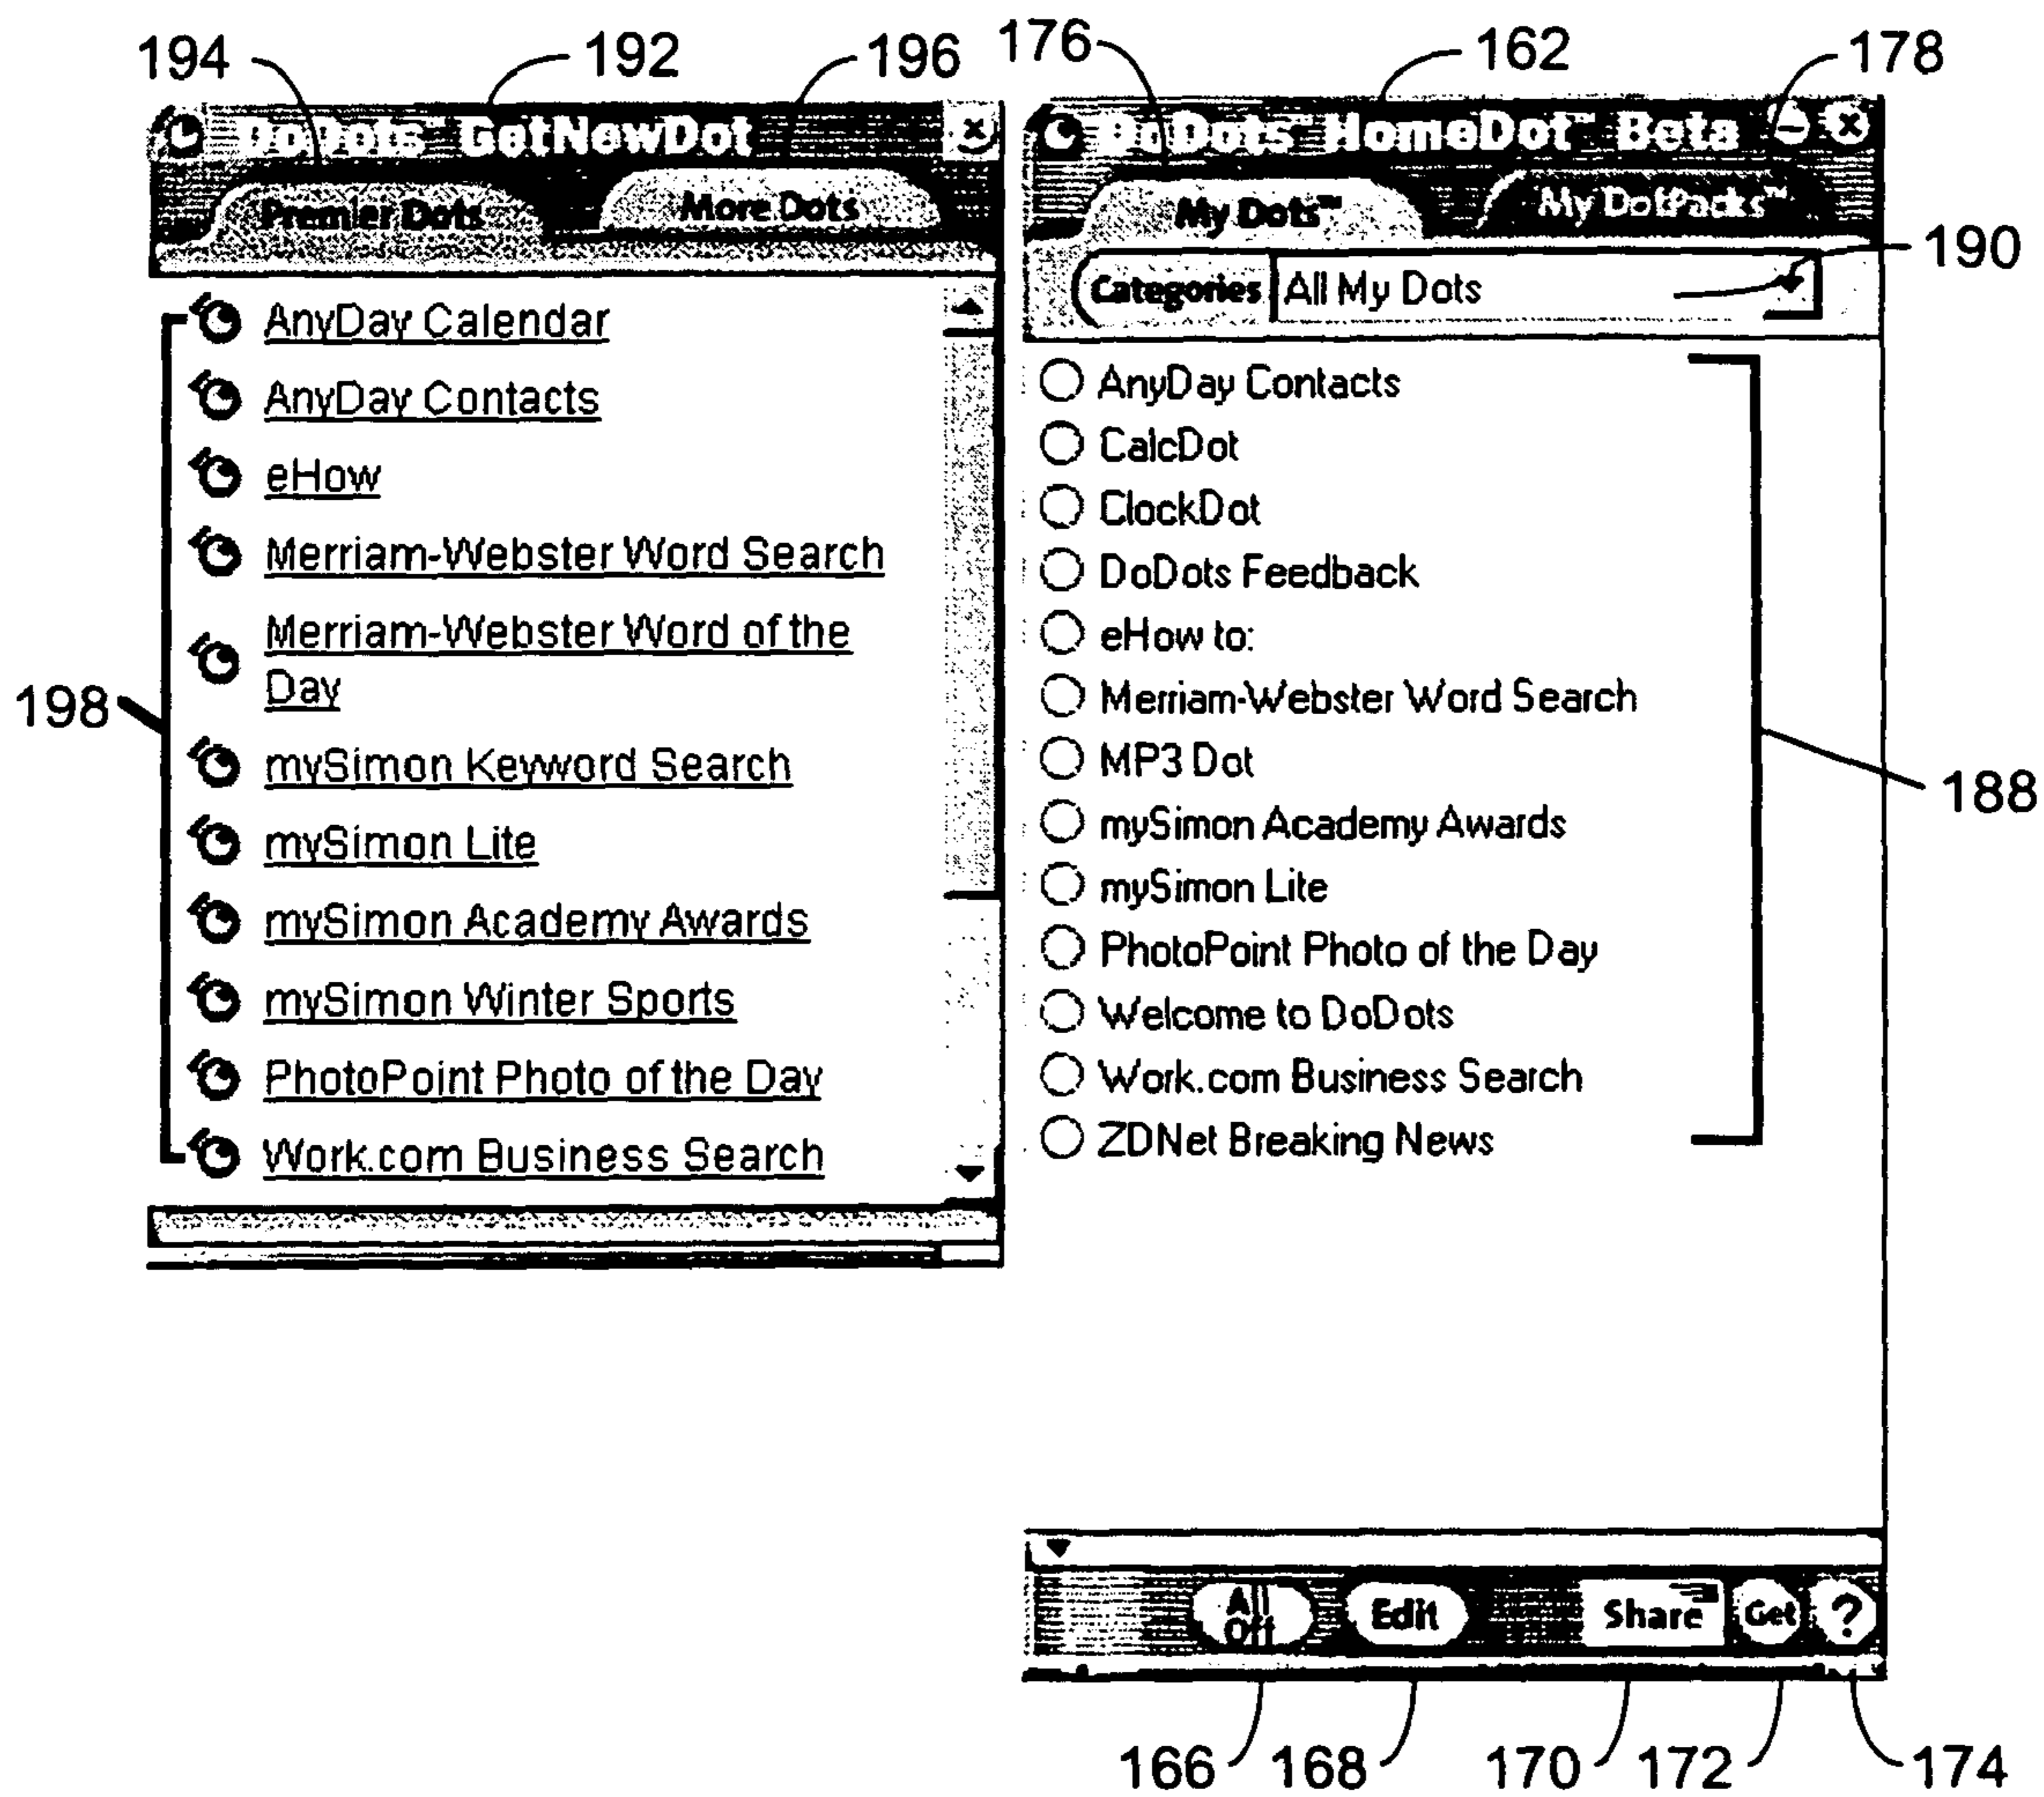 194 192 196 176 162 178
DoDots GetNewDot
Premier Dots More Dots
AnyDay Calendar
AnyDay Contacts
eHow
Merriam-Webster Word Search
Merriam-Webster Word of the
Day
mySimon Keyword Search
mySimon Lite
mySimon Academy Awards
mySimon Winter Sports
PhotoPoint Photo of the Day
Work.com Business Search
198
DoDots™ HomeDot™ Beta
My Dots™ My DotPacks™
190
Categories All My Dots
AnyDay Contacts
CalcDot
ClockDot
DoDots Feedback
eHow to:
Merriam-Webster Word Search
MP3 Dot
mySimon Academy Awards
mySimon Lite
PhotoPoint Photo of the Day
Welcome to DoDots
Work.com Business Search
ZDNet Breaking News
188
All
Off
Edit Share Get ?
166 168 170 172 174